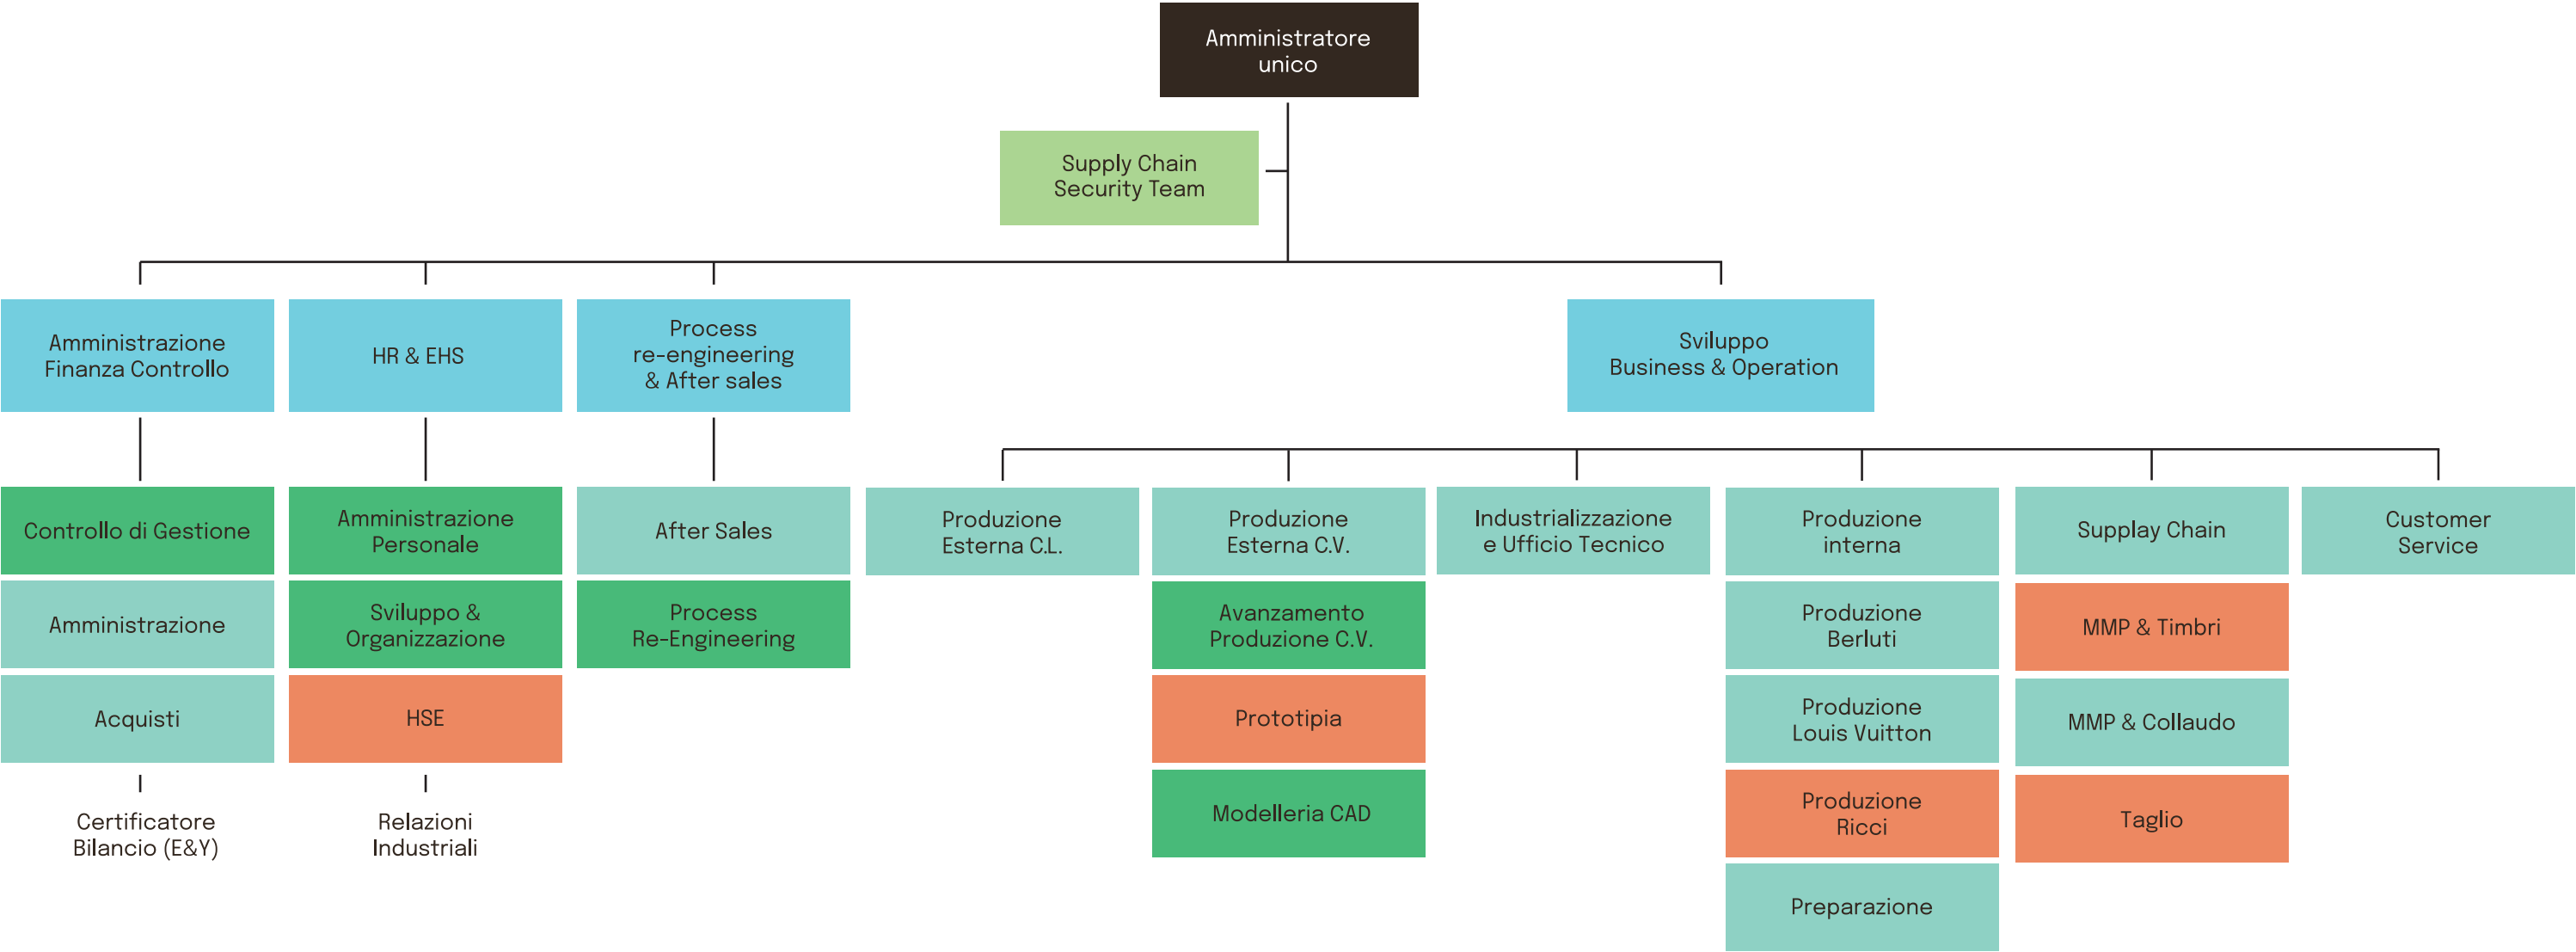 Amministratore
unico
Supply Chain
Security Team
Amministrazione
Finanza Controllo
HR & EHS
Process
re-engineering
& After sales
Sviluppo
Business & Operation
Controllo di Gestione
Amministrazione
Acquisti
Certificatore
Bilancio (E&Y)
Amministrazione
Personale
Sviluppo &
Organizzazione
HSE
Relazioni
Industriali
After Sales
Process
Re-Engineering
Produzione
Esterna C.L.
Produzione
Esterna C.V.
Avanzamento
Produzione C.V.
Prototipia
Modelleria CAD
Industrializzazione
e Ufficio Tecnico
Produzione
interna
Produzione
Berluti
Produzione
Louis Vuitton
Produzione
Ricci
Preparazione
Supplay Chain
MMP & Timbri
MMP & Collaudo
Taglio
Customer
Service